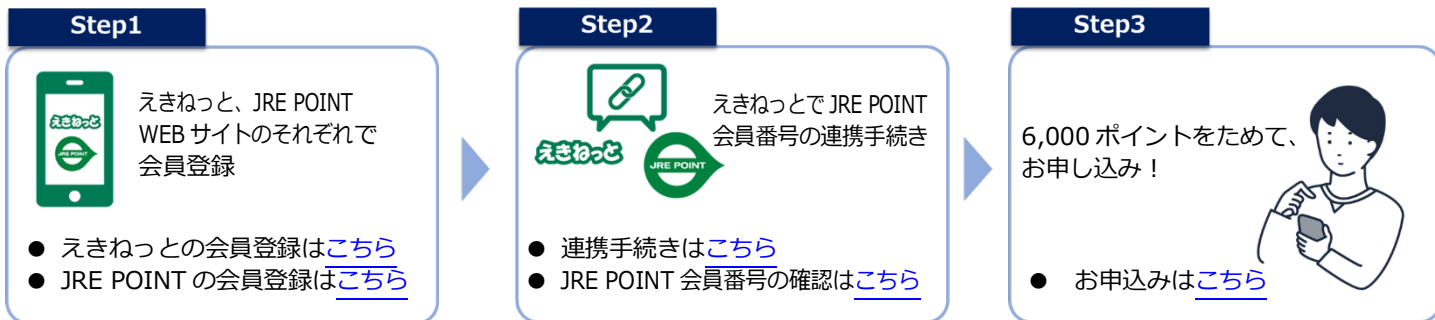 Step1
えきねっと
JRE POINT
えきねっと、JRE POINT
WEB サイトのそれぞれで
会員登録
● えきねっとの会員登録はこちら
● JRE POINT の会員登録はこちら
Step2
えきねっと
JRE POINT
えきねっとで JRE POINT
会員番号の連携手続き
● 連携手続きはこちら
● JRE POINT 会員番号の確認はこちら
Step3
6,000 ポイントをためて、
お申し込み！
● お申込みはこちら